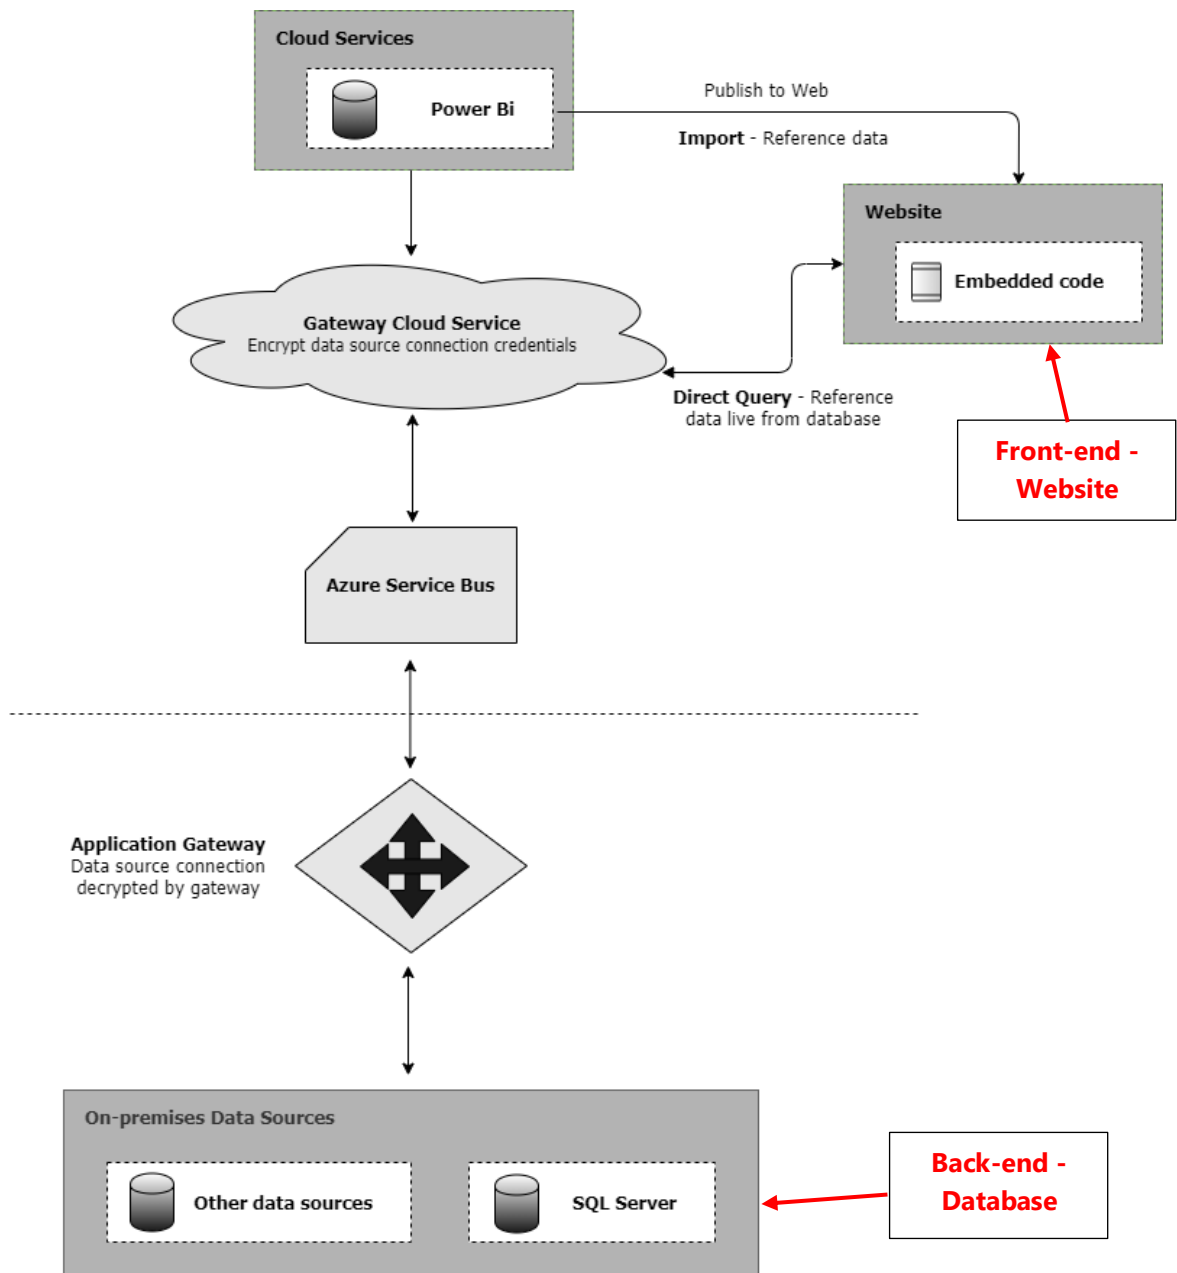 Cloud Services
Power Bi
Publish to Web
Import - Reference data
Website
Embedded code
Gateway Cloud Service
Encrypt data source connection credentials
Direct Query - Reference
data live from database
Front-end -
Website
Azure Service Bus
Application Gateway
Data source connection
decrypted by gateway
On-premises Data Sources
Other data sources
SQL Server
Back-end -
Database